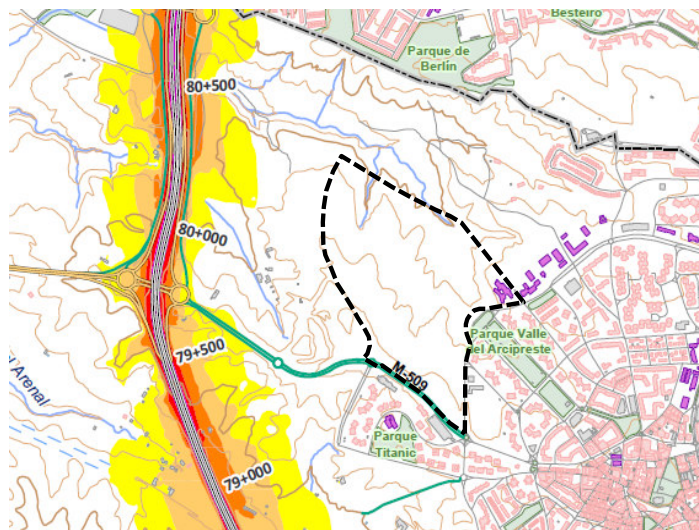 Besteiro
Parque de
Berlín
80+500
80+000
79+500
Parque Valle
del Arcipreste
M-509
Arenal
Parque
Titanic
79+000